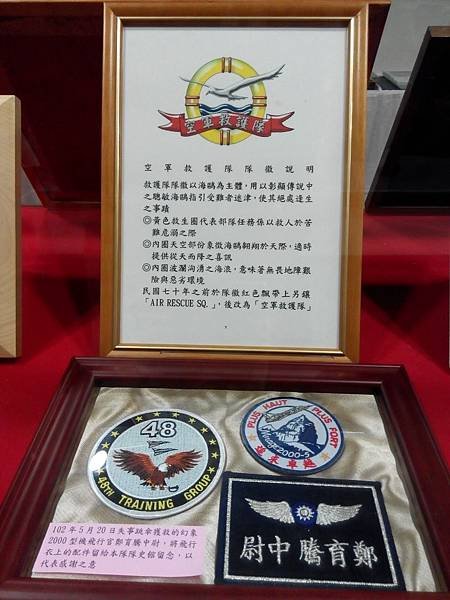 空軍救護隊
空軍救護隊隊徽說明
救護隊隊徽以海鷗為主體，用以彰顯傳說中
之聰敏海鷗指引受難者迷津，使其絕處逢生
之事蹟
◎黃色救生圈代表部隊任務係以救人於苦
難危溺之際
◎內圈天空部份象徵海鷗翱翔於天際，適時
提供從天而降之喜訊
◎內圈波瀾洶湧之海浪，意味著無畏地障艱
險與惡劣環境
民國七十年之前於隊徽紅色飄帶上另鑲
「AIR RESCUE SQ.」，後改為「空軍救護隊」
48
48TH TRAINING GROUP
PLUS HAUT PLUS FORT
Mirage2000-5
越卓來飛
102年5月20日失事跳傘獲救的幻象
2000型機飛行官鄭育騰中尉，將飛行
衣上的配件留給本隊隊史館留念，以
代表感謝之意
尉中 騰育鄭